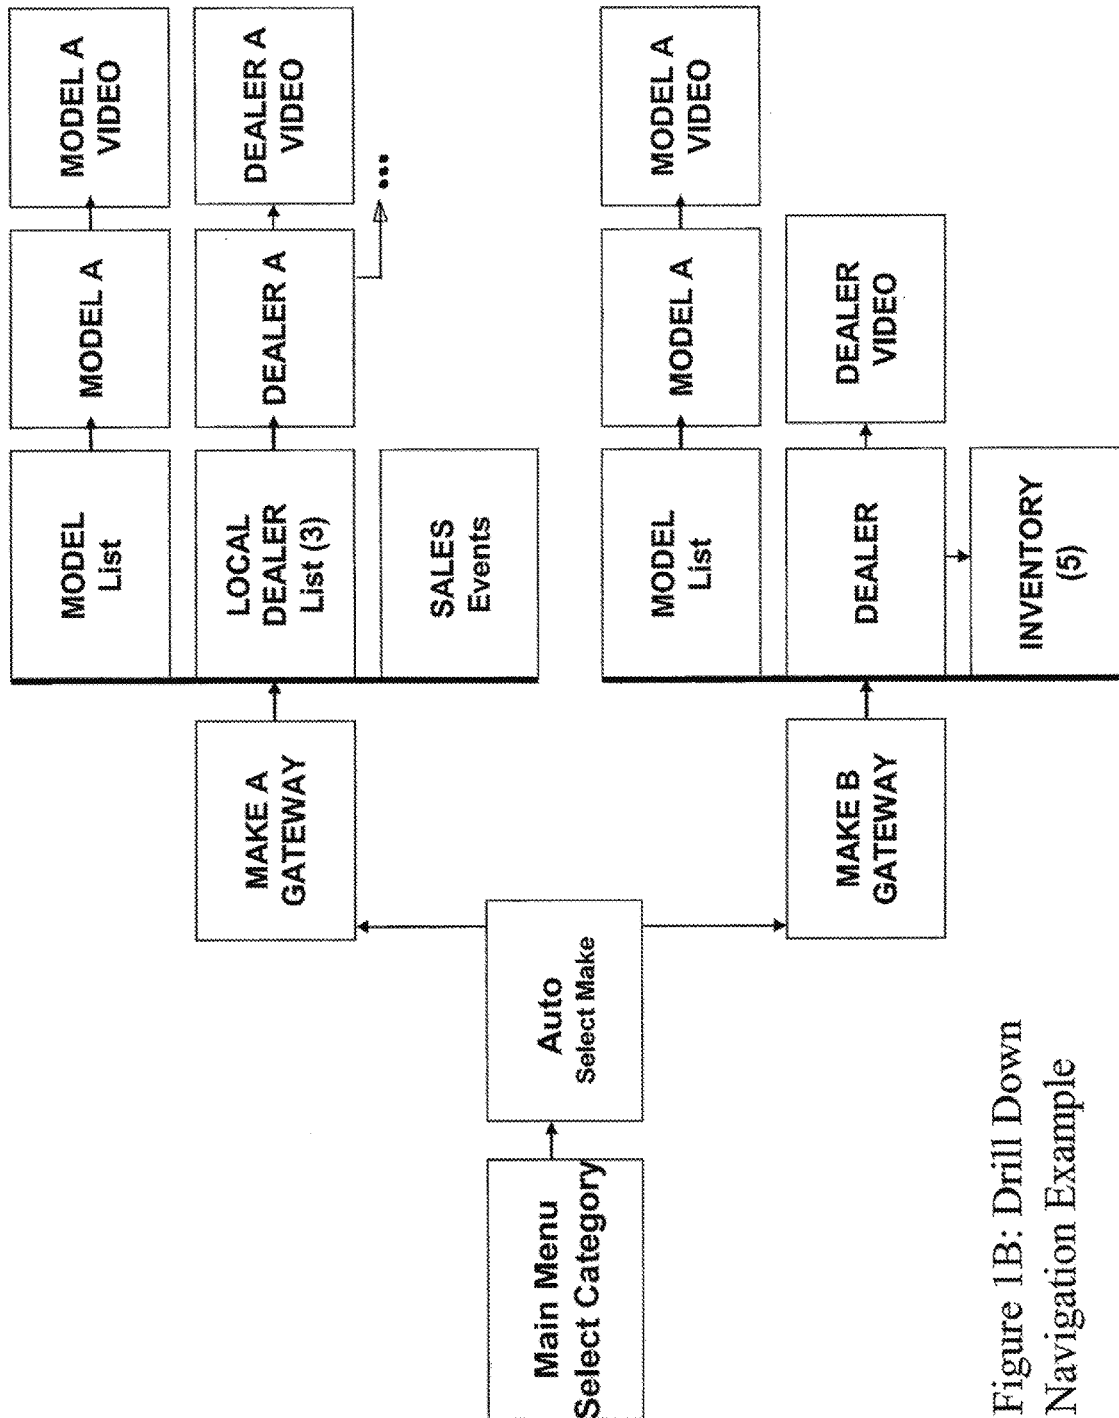 Main Menu
Select Category
Auto
Select Make
MAKE A
GATEWAY
MODEL
List
MODEL A
MODEL A
VIDEO
LOCAL
DEALER
List (3)
DEALER A
DEALER A
VIDEO
...
SALES
Events
MAKE B
GATEWAY
MODEL
List
MODEL A
MODEL A
VIDEO
DEALER
DEALER
VIDEO
INVENTORY
(5)
Figure 1B: Drill Down
Navigation Example